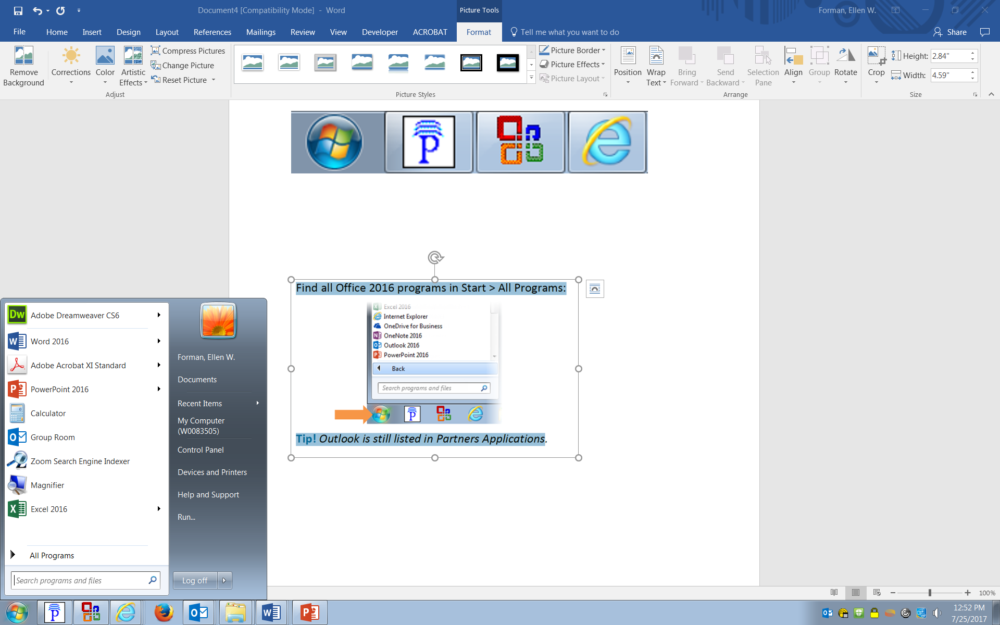 Document4 [Compatibility Mode] - Word
Picture Tools
Forman, Ellen W.
File Home Insert Design Layout References Mailings Review View Developer ACROBAT Format Tell me what you want to do Share
Remove Background
Corrections
Color
Artistic Effects
Compress Pictures
Change Picture
Reset Picture
Adjust
Picture Styles
Picture Border
Picture Effects
Picture Layout
Position
Wrap Text
Bring Forward
Send Backward
Selection Pane
Align
Group
Rotate
Arrange
Crop
Height: 2.84"
Width: 4.59"
Size
P
Find all Office 2016 programs in Start > All Programs:
Excel 2016
Internet Explorer
OneDrive for Business
OneNote 2016
Outlook 2016
PowerPoint 2016
Back
Search programs and files
P
Tip! Outlook is still listed in Partners Applications.
Dw Adobe Dreamweaver CS6
Word 2016
Adobe Acrobat XI Standard
PowerPoint 2016
Calculator
Group Room
Zoom Search Engine Indexer
Magnifier
Excel 2016
All Programs
Search programs and files
Forman, Ellen W.
Documents
Recent Items
My Computer
(W0083505)
Control Panel
Devices and Printers
Help and Support
Run...
Log off
100%
P
12:52 PM
7/25/2017